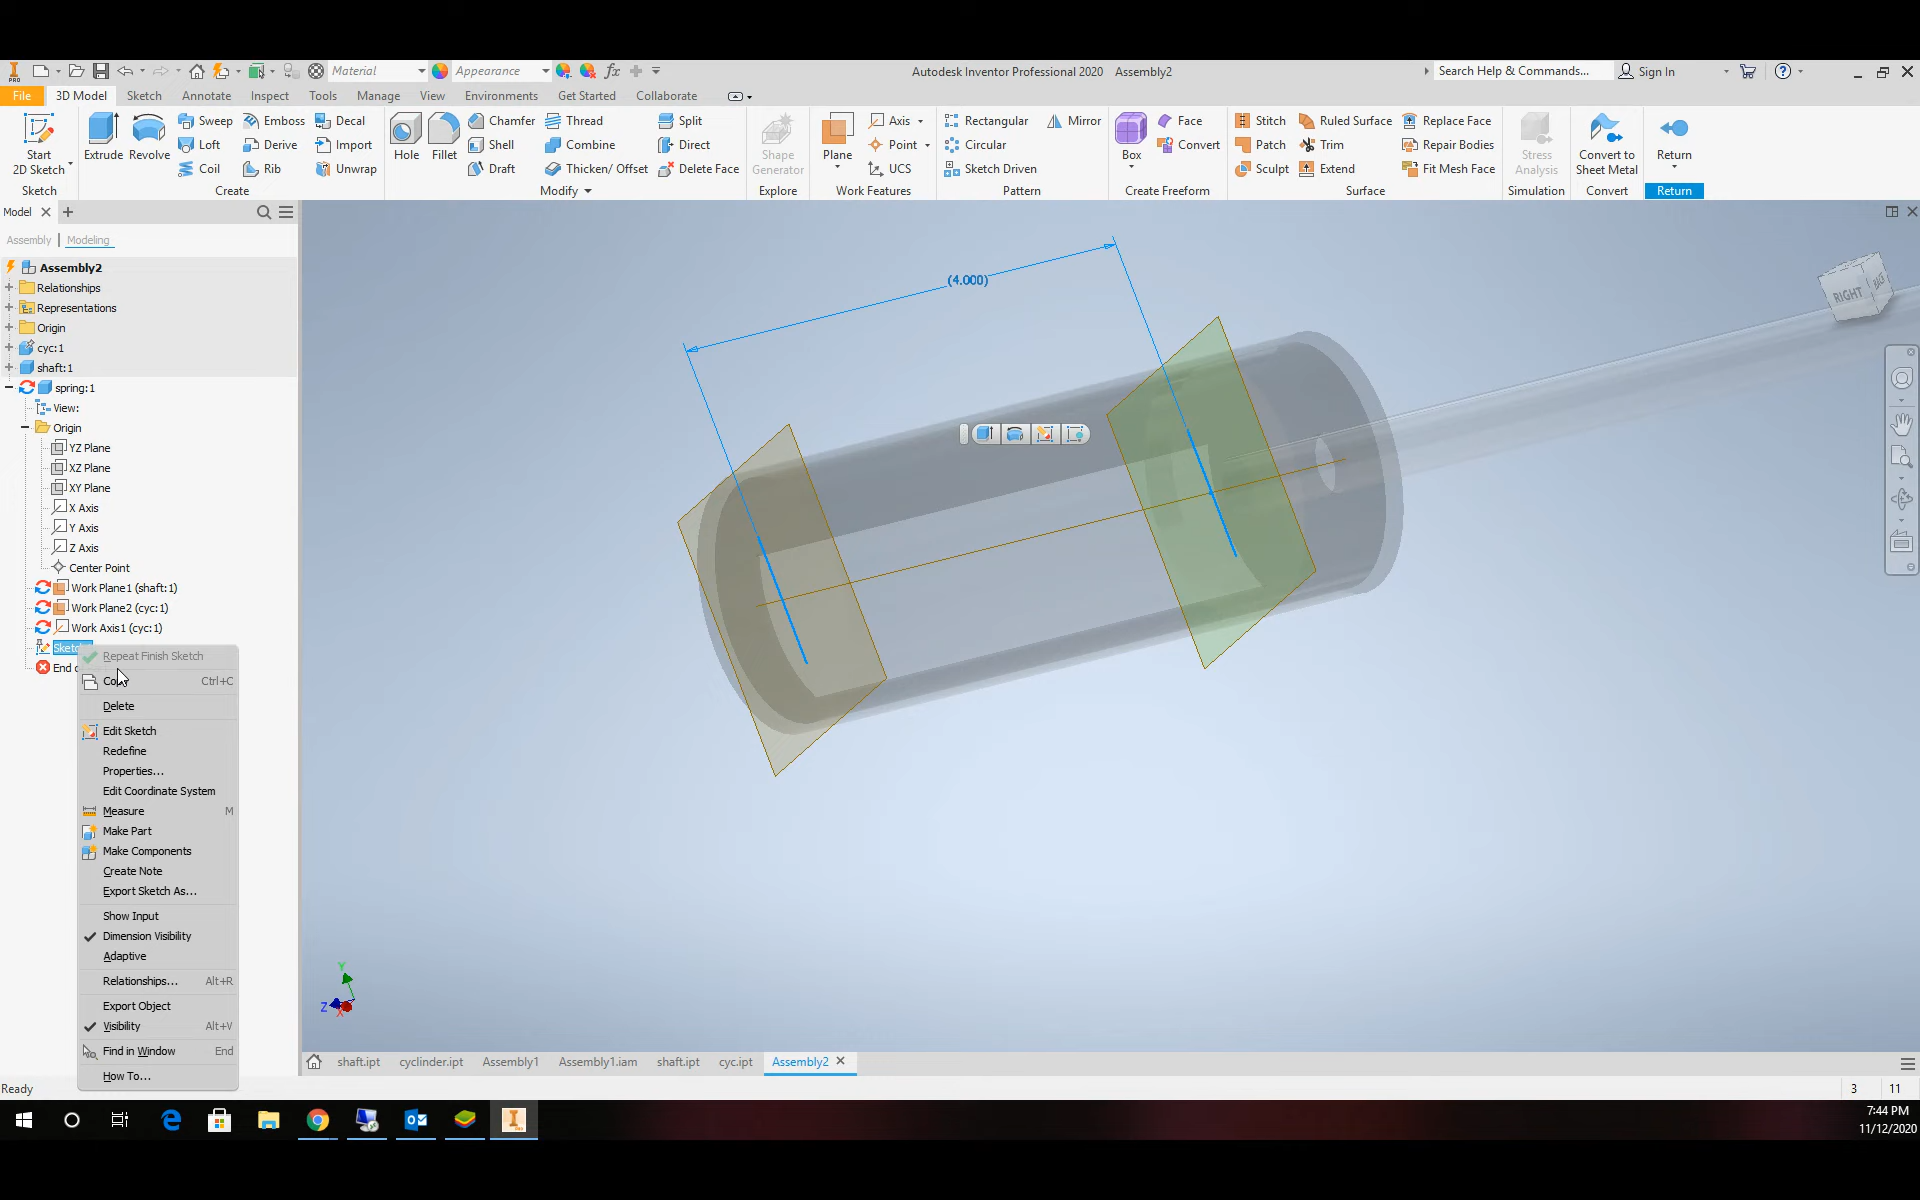 PRO
Material
Appearance
fx
Autodesk Inventor Professional 2020 Assembly2
Search Help & Commands...
Sign In
File 3D Model Sketch Annotate Inspect Tools Manage View Environments Get Started Collaborate
Start 2D Sketch
Extrude
Revolve
Sweep
Loft
Coil
Emboss
Derive
Rib
Decal
Import
Unwrap
Hole
Fillet
Chamfer
Shell
Draft
Thread
Combine
Thicken/ Offset
Split
Direct
Delete Face
Shape Generator
Plane
Axis
Point
UCS
Rectangular
Circular
Sketch Driven
Mirror
Box
Face
Convert
Stitch
Patch
Sculpt
Ruled Surface
Trim
Extend
Replace Face
Repair Bodies
Fit Mesh Face
Stress Analysis
Convert to Sheet Metal
Return
Sketch Create Modify Explore Work Features Pattern Create Freeform Surface Simulation Convert Return
Model
Assembly | Modeling
Assembly2
Relationships
Representations
Origin
cyc:1
shaft:1
spring:1
View:
Origin
YZ Plane
XZ Plane
XY Plane
X Axis
Y Axis
Z Axis
Center Point
Work Plane1 (shaft:1)
Work Plane2 (cyc:1)
Work Axis1 (cyc:1)
Repeat Finish Sketch
Ctrl+C
Delete
Edit Sketch
Redefine
Properties...
Edit Coordinate System
Measure M
Make Part
Make Components
Create Note
Export Sketch As...
Show Input
Dimension Visibility
Adaptive
Relationships... Alt+R
Export Object
Visibility Alt+V
Find in Window End
How To...
(4.000)
RIGHT
Y
Z
X
shaft.ipt cyclinder.ipt Assembly1 Assembly1.iam shaft.ipt cyc.ipt Assembly2
Ready
3 11
7:44 PM
11/12/2020